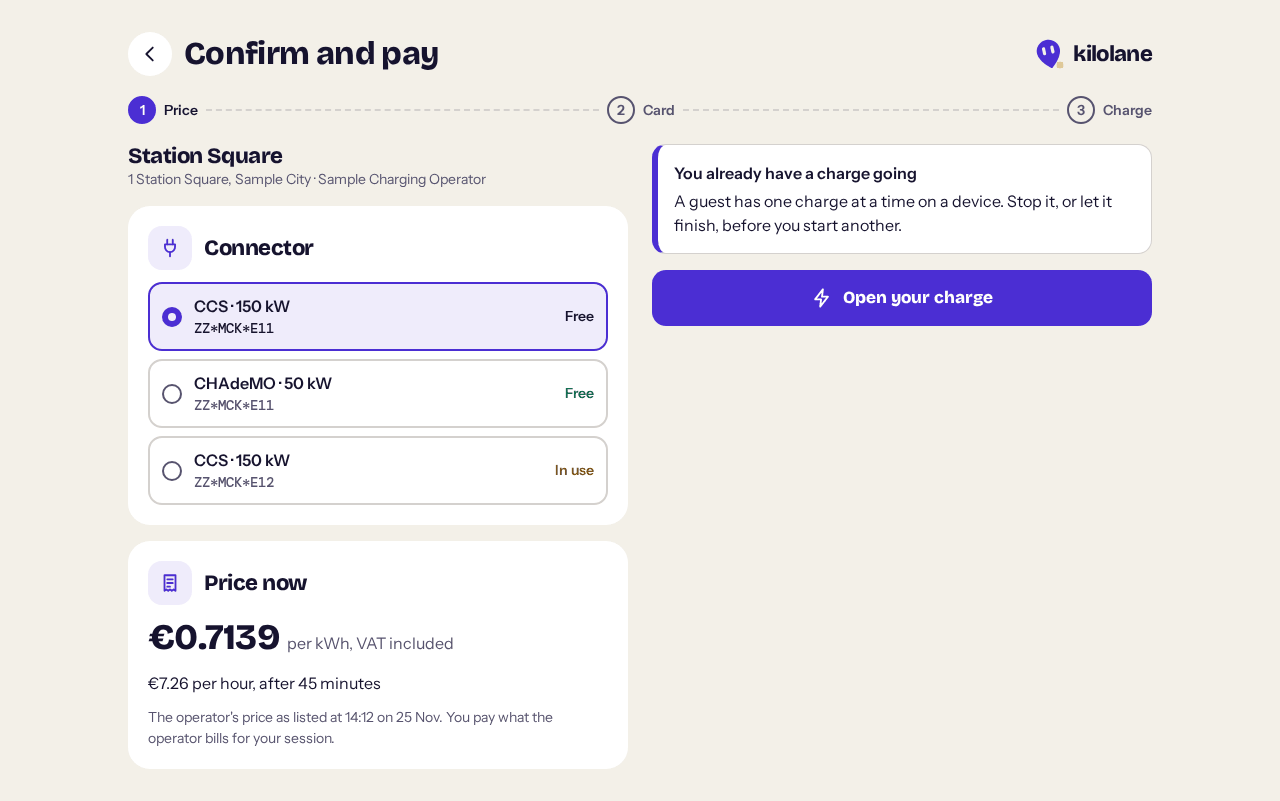 Confirm and pay
kilolane
1 Price
2 Card
3 Charge
Station Square
1 Station Square, Sample City · Sample Charging Operator
Connector
CCS · 150 kW
ZZ*MCK*E11
Free
CHAdeMO · 50 kW
ZZ*MCK*E11
Free
CCS · 150 kW
ZZ*MCK*E12
In use
Price now
€0.7139 per kWh, VAT included
€7.26 per hour, after 45 minutes
The operator's price as listed at 14:12 on 25 Nov. You pay what the
operator bills for your session.
You already have a charge going
A guest has one charge at a time on a device. Stop it, or let it
finish, before you start another.
Open your charge